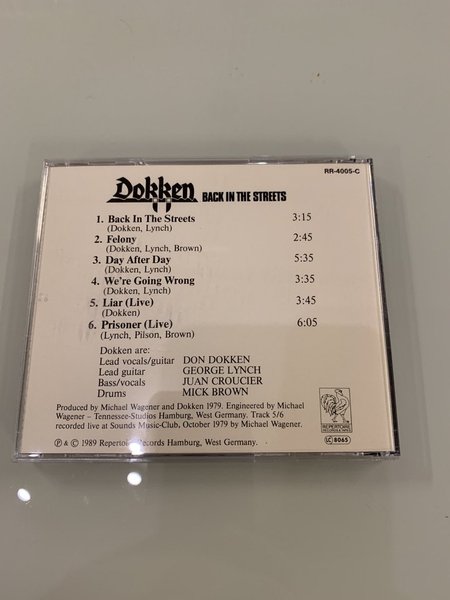 RR-4005-C
Dokken BACK IN THE STREETS
1. Back In The Streets 3:15
(Dokken, Lynch)
2. Felony 2:45
(Dokken, Lynch, Brown)
3. Day After Day 5:35
(Dokken, Lynch)
4. We're Going Wrong 3:35
(Dokken, Lynch)
5. Liar (Live) 3:45
(Dokken)
6. Prisoner (Live) 6:05
(Lynch, Pilson, Brown)
Dokken are:
Lead vocals/guitar DON DOKKEN
Lead guitar GEORGE LYNCH
Bass/vocals JUAN CROUCIER
Drums MICK BROWN
Produced by Michael Wagener and Dokken 1979. Engineered by Michael
Wagener – Tennessee-Studios Hamburg, West Germany. Track 5/6
recorded live at Sounds Music-Club, October 1979 by Michael Wagener.
℗ & © 1989 Repertoire Records Hamburg, West Germany.
REPERTOIRE
RECORDS & TAPES
LC 8065